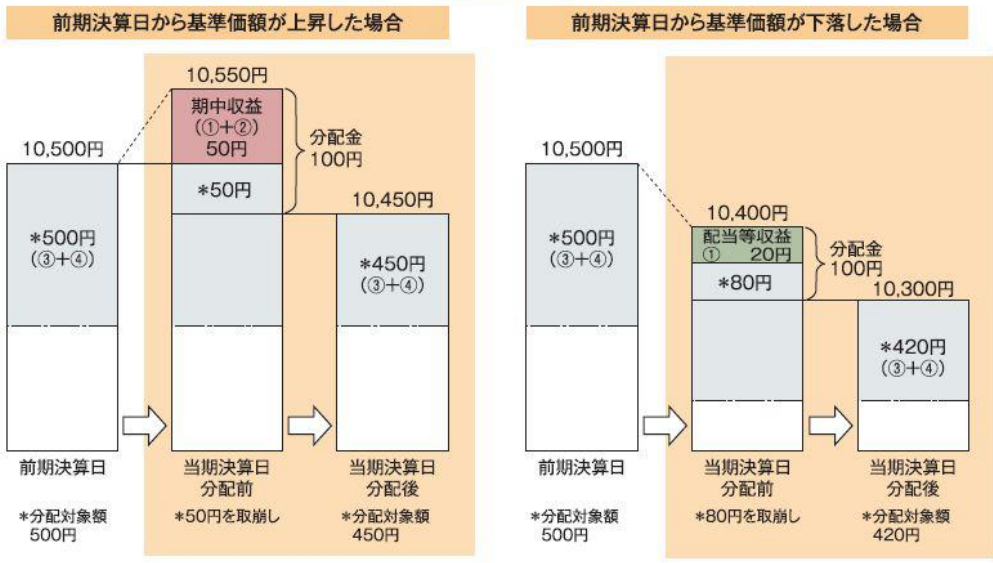 前期決算日から基準価額が上昇した場合
10,550円
期中収益
(①+②)
50円
分配金
100円
10,500円
*50円
10,450円
*500円
(③+④)
*450円
(③+④)
前期決算日
当期決算日
分配前
当期決算日
分配後
*分配対象額
500円
*50円を取崩し
*分配対象額
450円
前期決算日から基準価額が下落した場合
10,500円
10,400円
配当等収益
① 20円
分配金
100円
*500円
(③+④)
*80円
10,300円
*420円
(③+④)
前期決算日
当期決算日
分配前
当期決算日
分配後
*分配対象額
500円
*80円を取崩し
*分配対象額
420円